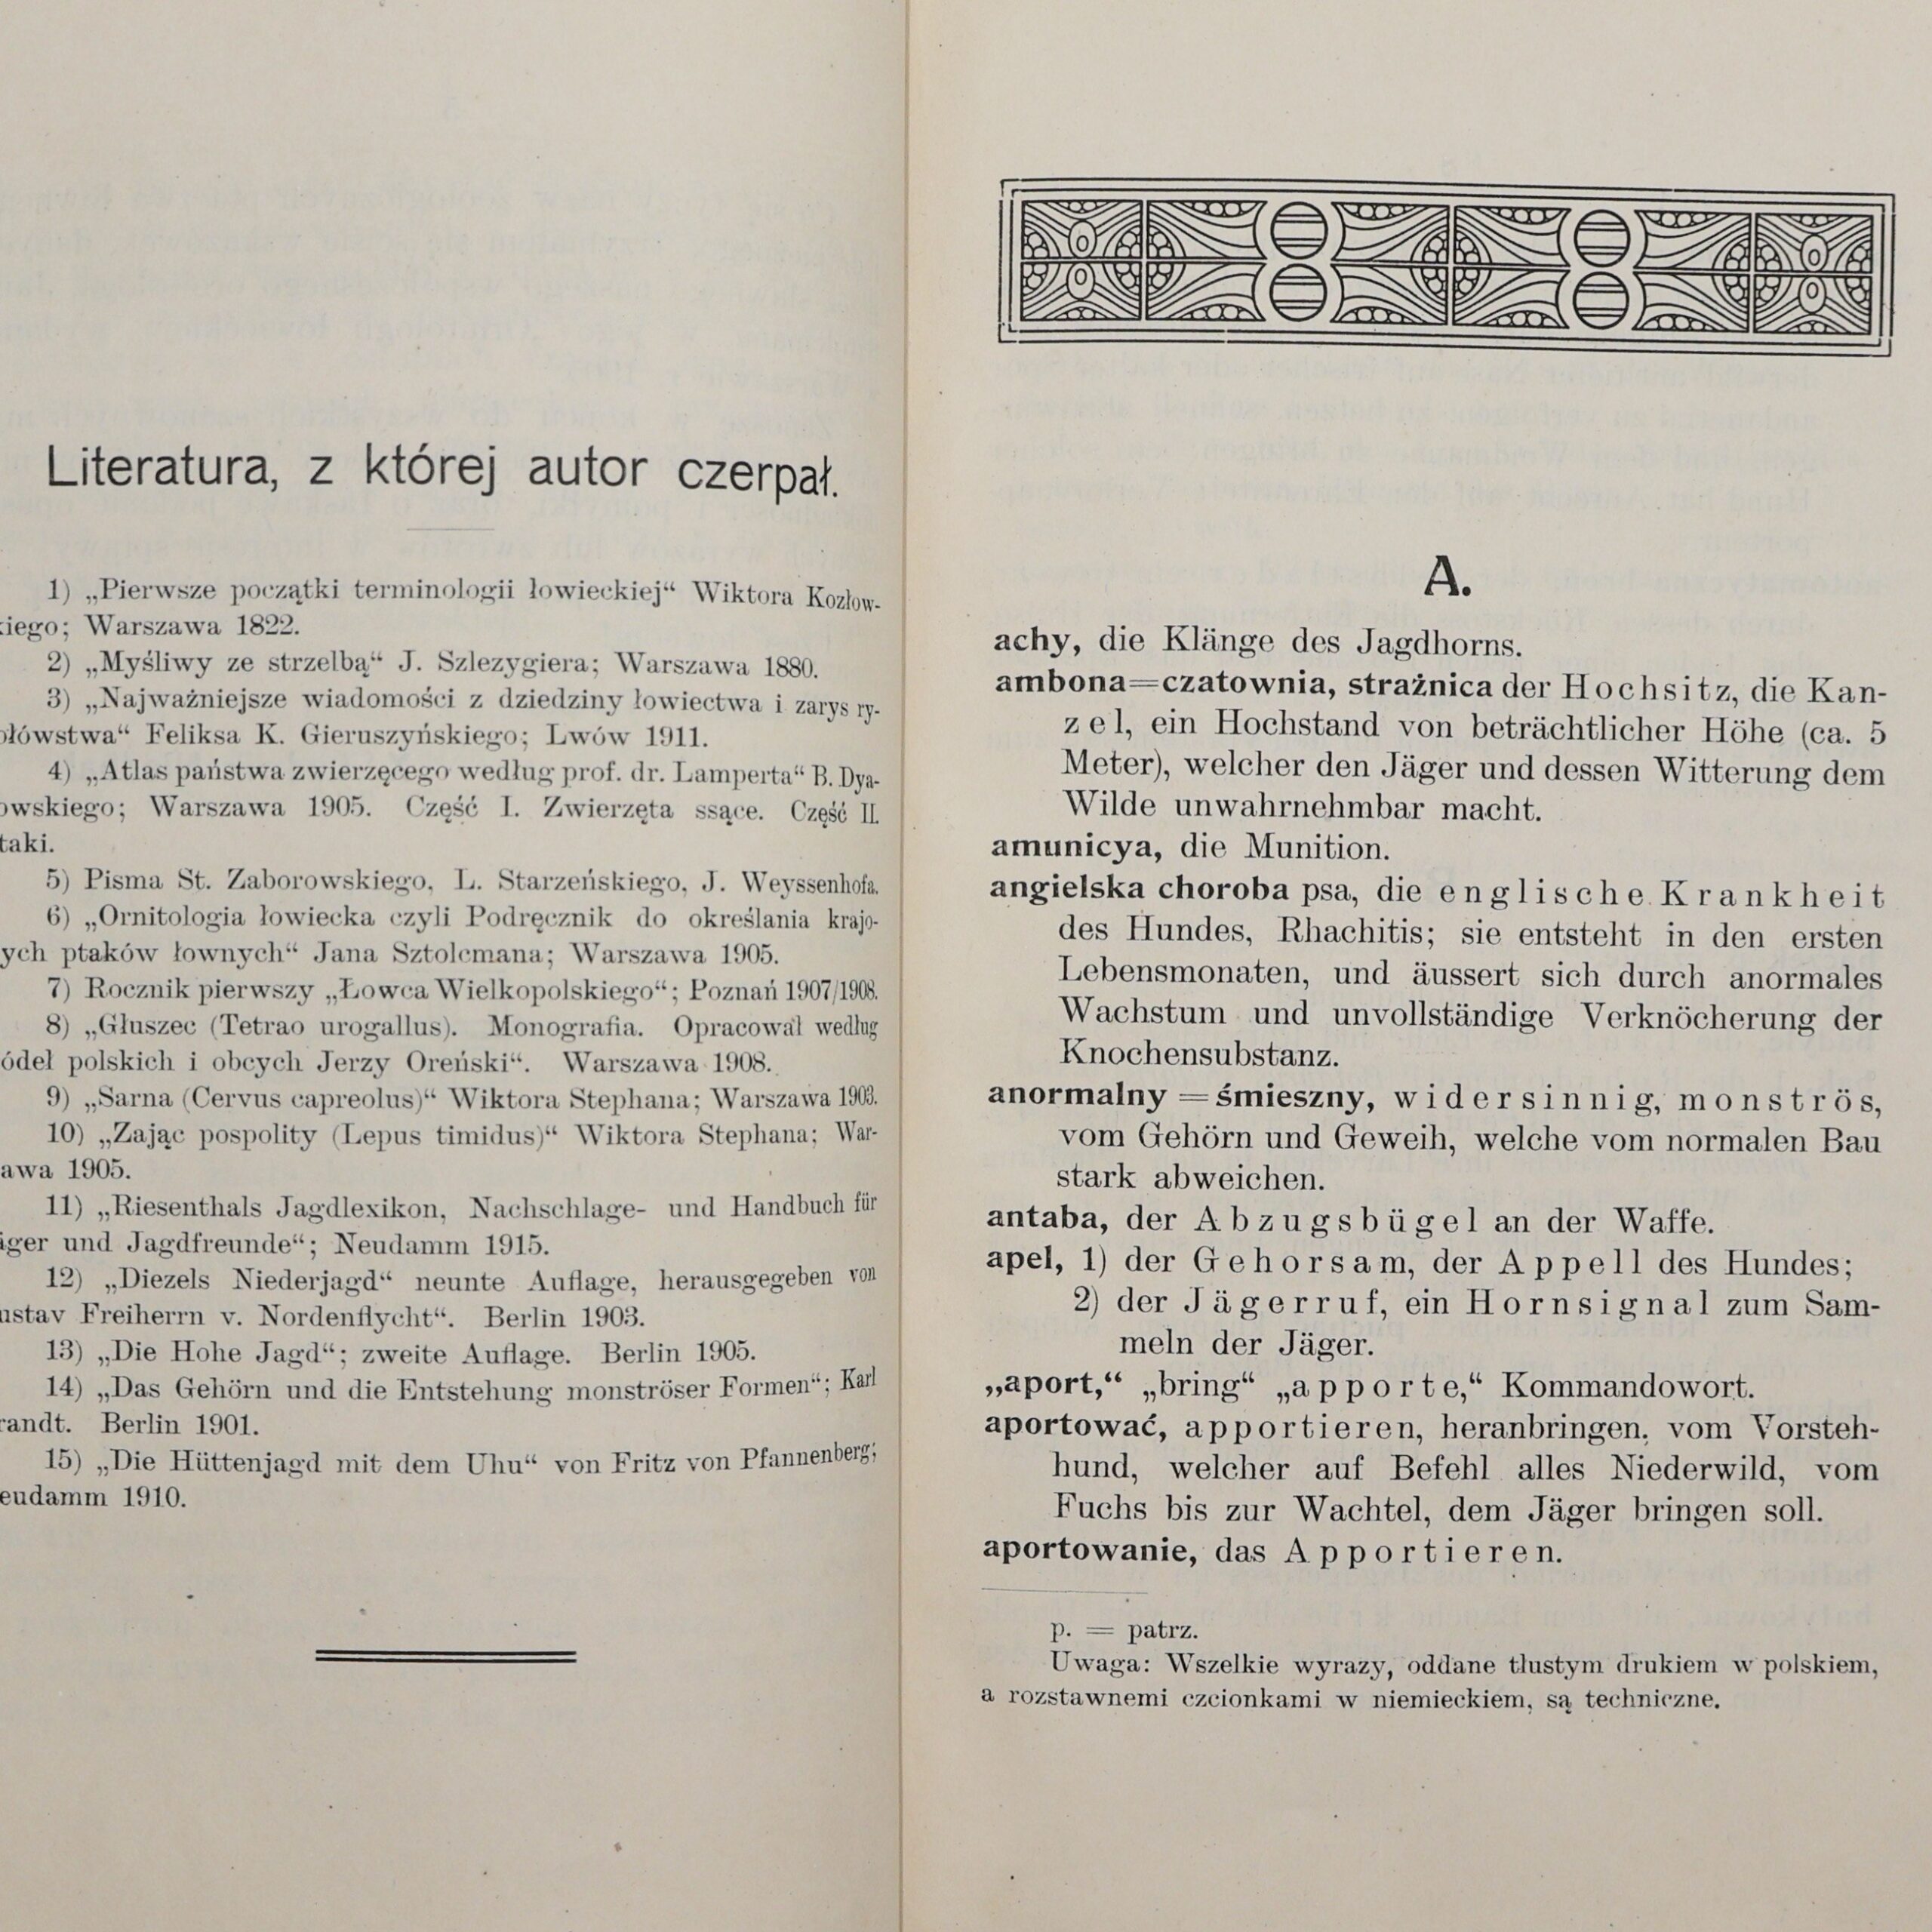 Literatura, z której autor czerpał.
1) „Pierwsze początki terminologii łowieckiej“ Wiktora Kozłow-
kiego; Warszawa 1822.
2) „Myśliwy ze strzelbą“ J. Szlezygiera; Warszawa 1880.
3) „Najważniejsze wiadomości z dziedziny łowiectwa i zarys ry-
ołówstwa“ Feliksa K. Gieruszyńskiego; Lwów 1911.
4) „Atlas państwa zwierzęcego według prof. dr. Lamperta“ B. Dya-
owskiego; Warszawa 1905. Część I. Zwierzęta ssące. Część II.
taki.
5) Pisma St. Zaborowskiego, L. Starzeńskiego, J. Weyssenhofa.
6) „Ornitologia łowiecka czyli Podręcznik do określania krajo-
ych ptaków łownych“ Jana Sztolcmana; Warszawa 1905.
7) Rocznik pierwszy „Łowca Wielkopolskiego“; Poznań 1907/1908.
8) „Głuszec (Tetrao urogallus). Monografia. Opracował według
ódeł polskich i obcych Jerzy Oreński“. Warszawa 1908.
9) „Sarna (Cervus capreolus)“ Wiktora Stephana; Warszawa 1903.
10) „Zając pospolity (Lepus timidus)“ Wiktora Stephana; War-
awa 1905.
11) „Riesenthals Jagdlexikon, Nachschlage- und Handbuch für
äger und Jagdfreunde“; Neudamm 1915.
12) „Diezels Niederjagd“ neunte Auflage, herausgegeben von
ustav Freiherrn v. Nordenflycht“. Berlin 1903.
13) „Die Hohe Jagd“; zweite Auflage. Berlin 1905.
14) „Das Gehörn und die Entstehung monströser Formen“; Karl
randt. Berlin 1901.
15) „Die Hüttenjagd mit dem Uhu“ von Fritz von Pfannenberg;
eudamm 1910.
A.
achy, die Klänge des Jagdhorns.
ambona=czatownia, strażnica der Hochsitz, die Kan-
zel, ein Hochstand von beträchtlicher Höhe (ca. 5
Meter), welcher den Jäger und dessen Witterung dem
Wilde unwahrnehmbar macht.
amunicya, die Munition.
angielska choroba psa, die englische Krankheit
des Hundes, Rhachitis; sie entsteht in den ersten
Lebensmonaten, und äussert sich durch anormales
Wachstum und unvollständige Verknöcherung der
Knochensubstanz.
anormalny = śmieszny, widersinnig, monströs,
vom Gehörn und Geweih, welche vom normalen Bau
stark abweichen.
antaba, der Abzugsbügel an der Waffe.
apel, 1) der Gehorsam, der Appell des Hundes;
2) der Jägerruf, ein Hornsignal zum Sam-
meln der Jäger.
„aport,“ „bring“ „apporte,“ Kommandowort.
aportować, apportieren, heranbringen, vom Vorsteh-
hund, welcher auf Befehl alles Niederwild, vom
Fuchs bis zur Wachtel, dem Jäger bringen soll.
aportowanie, das Apportieren.
p. = patrz.
Uwaga: Wszelkie wyrazy, oddane tłustym drukiem w polskiem,
a rozstawnemi czcionkami w niemieckiem, są techniczne.